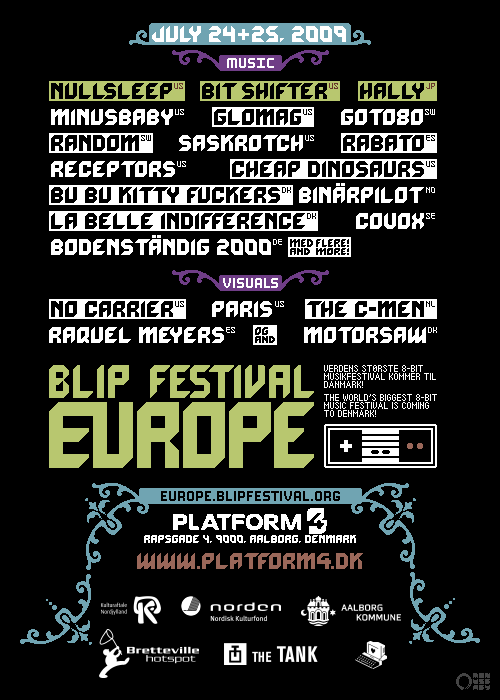 JULY 24+25, 2009
MUSIC
NULLSLEEP US BIT SHIFTER US HALLY JP
MINUSBABY US GLOMAG US GOTO80 SW
RANDOM SW SASKROTCH US RABATO ES
RECEPTORS US CHEAP DINOSAURS US
BU BU KITTY FUCKERS DK BINÄRPILOT NO
LA BELLE INDIFFERENCE DK COVOX SE
BODENSTÄNDIG 2000 DE MED FLERE!
AND MORE!
VISUALS
NO CARRIER US PARIS US THE C-MEN NL
RAQUEL MEYERS ES OG
AND MOTORSAW DK
BLIP FESTIVAL
EUROPE
VERDENS STØRSTE 8-BIT
MUSIKFESTIVAL KOMMER TIL
DANMARK!
THE WORLD'S BIGGEST 8-BIT
MUSIC FESTIVAL IS COMING
TO DENMARK!
EUROPE.BLIPFESTIVAL.ORG
PLATFORM 4
RAPSGADE 4, 9000, AALBORG, DENMARK
WWW.PLATFORM4.DK
Kulturaftale
Nordjylland
norden
Nordisk Kulturfond
AALBORG
KOMMUNE
Bretteville
hotspot
THE TANK